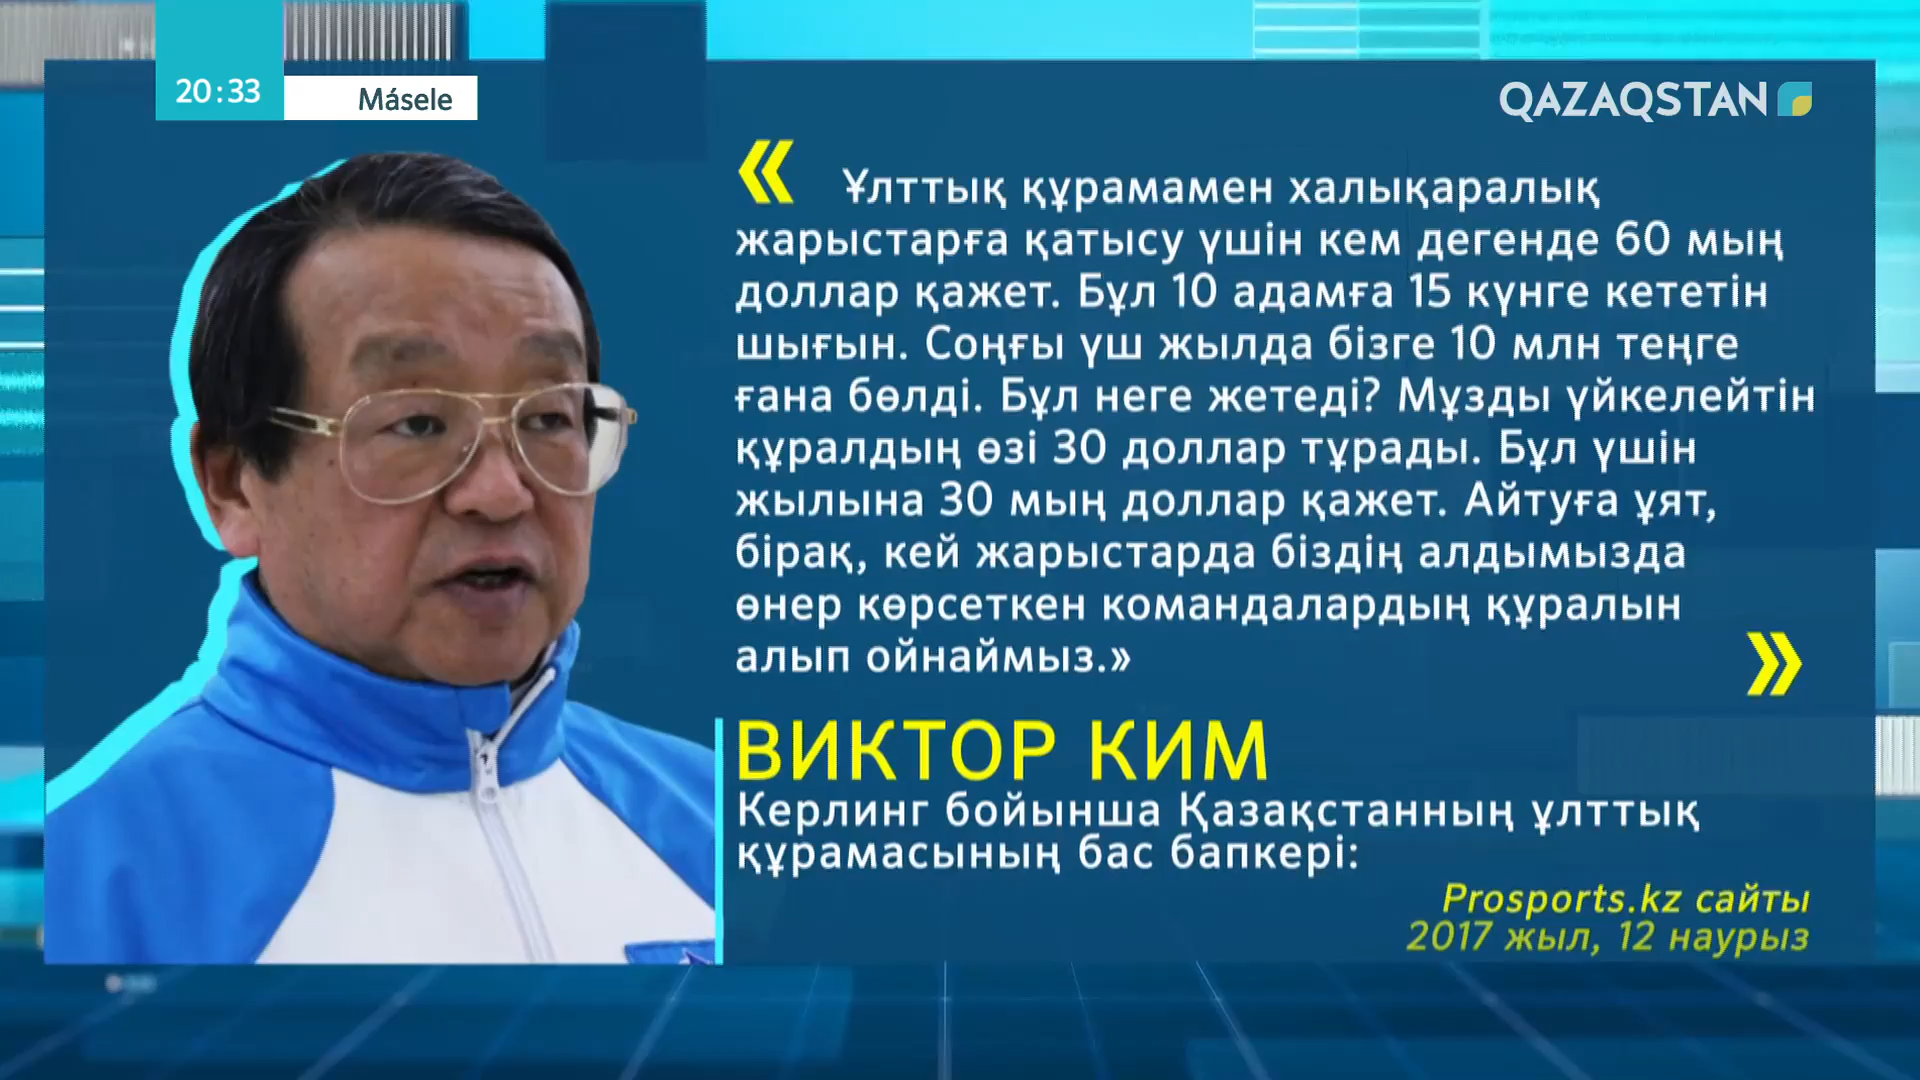 20:33
Másele
QAZAQSTAN
« Ұлттық құрамамен халықаралық
жарыстарға қатысу үшін кем дегенде 60 мың
доллар қажет. Бұл 10 адамға 15 күнге кететін
шығын. Соңғы үш жылда бізге 10 млн теңге
ғана бөлді. Бұл неге жетеді? Мұзды үйкелейтін
құралдың өзі 30 доллар тұрады. Бұл үшін
жылына 30 мың доллар қажет. Айтуға ұят,
бірақ, кей жарыстарда біздің алдымызда
өнер көрсеткен командалардың құралын
алып ойнаймыз.»
»
ВИКТОР КИМ
Керлинг бойынша Қазақстанның ұлттық
құрамасының бас бапкері:
Prosports.kz сайты
2017 жыл, 12 наурыз